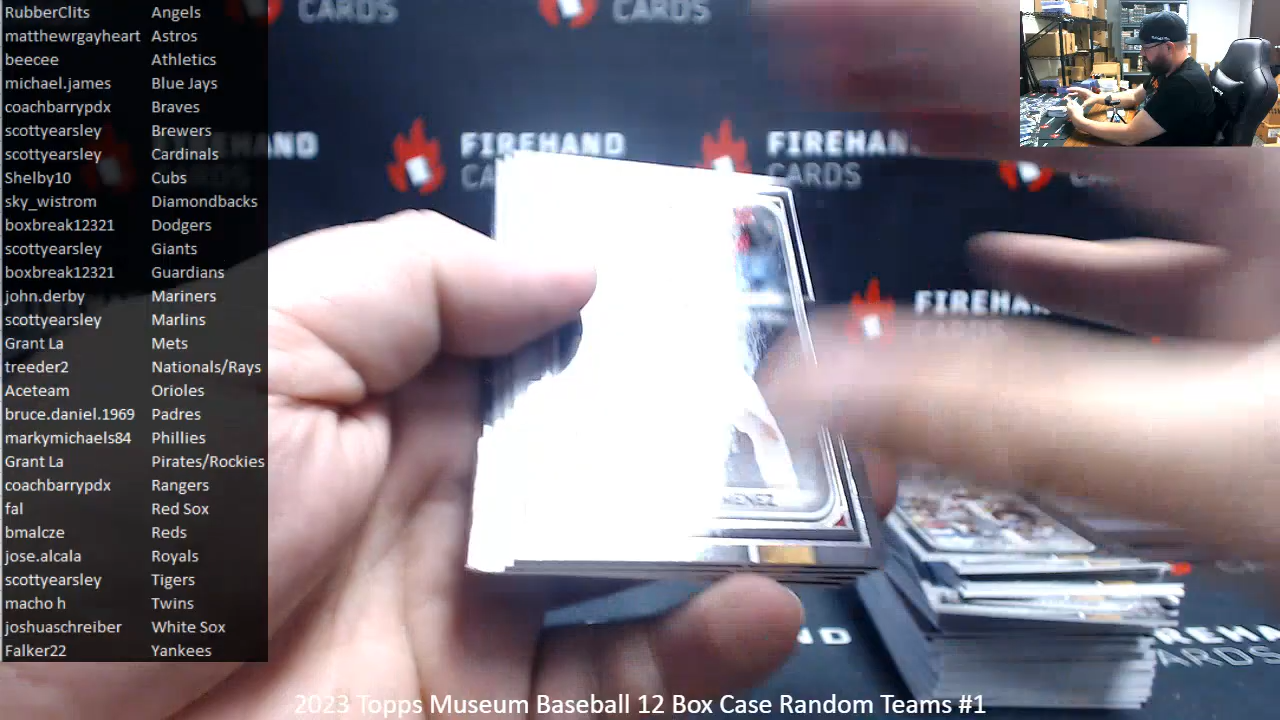 RubberClits Angels
matthewrgayheart Astros
beecee Athletics
michael.james Blue Jays
coachbarrypdx Braves
scottyearsley Brewers
scottyearsley Cardinals
Shelby10 Cubs
sky_wistrom Diamondbacks
boxbreak12321 Dodgers
scottyearsley Giants
boxbreak12321 Guardians
john.derby Mariners
scottyearsley Marlins
Grant La Mets
treeder2 Nationals/Rays
Aceteam Orioles
bruce.daniel.1969 Padres
markymichaels84 Phillies
Grant La Pirates/Rockies
coachbarrypdx Rangers
fal Red Sox
bmalcze Reds
jose.alcala Royals
scottyearsley Tigers
macho h Twins
joshuaschreiber White Sox
Falker22 Yankees
CARDS
CARDS
FIREHAND
FIREHAN
CARDS
FIREHA
CARDS
2023 Topps Museum Baseball 12 Box Case Random Teams #1